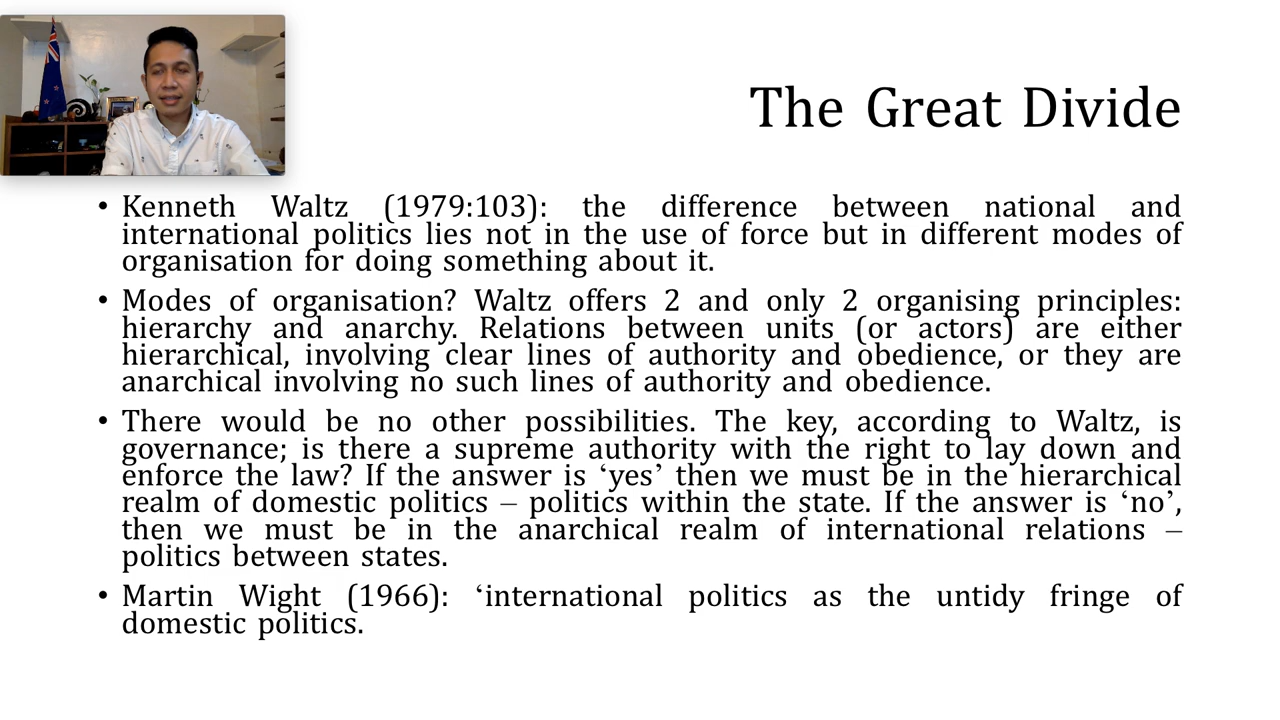 The Great Divide
• Kenneth Waltz (1979:103): the difference between national and
international politics lies not in the use of force but in different modes of
organisation for doing something about it.
• Modes of organisation? Waltz offers 2 and only 2 organising principles:
hierarchy and anarchy. Relations between units (or actors) are either
hierarchical, involving clear lines of authority and obedience, or they are
anarchical involving no such lines of authority and obedience.
• There would be no other possibilities. The key, according to Waltz, is
governance; is there a supreme authority with the right to lay down and
enforce the law? If the answer is ‘yes’ then we must be in the hierarchical
realm of domestic politics – politics within the state. If the answer is ‘no’,
then we must be in the anarchical realm of international relations –
politics between states.
• Martin Wight (1966): ‘international politics as the untidy fringe of
domestic politics.